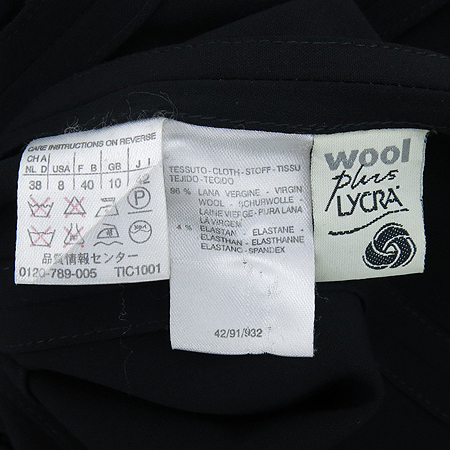 CARE INSTRUCTIONS ON REVERSE
CH A NL D USA F B GB J I
38 8 40 10 42
P
品質情報センター
0120-789-005 TIC1001
TESSUTO-CLOTH-STOFF-TISSU
TEJIDO-TECIDO
96 % LANA VERGINE - VIRGIN
WOOL - SCHURWOLLE -
LAINE VIERGE-PURA LANA
LA VIRGEM
4 % ELASTAN - ELASTANE -
ELASTHAN - ELASTHANNE
ELASTANO-SPANDEX
42/91/932
wool
plus
LYCRA